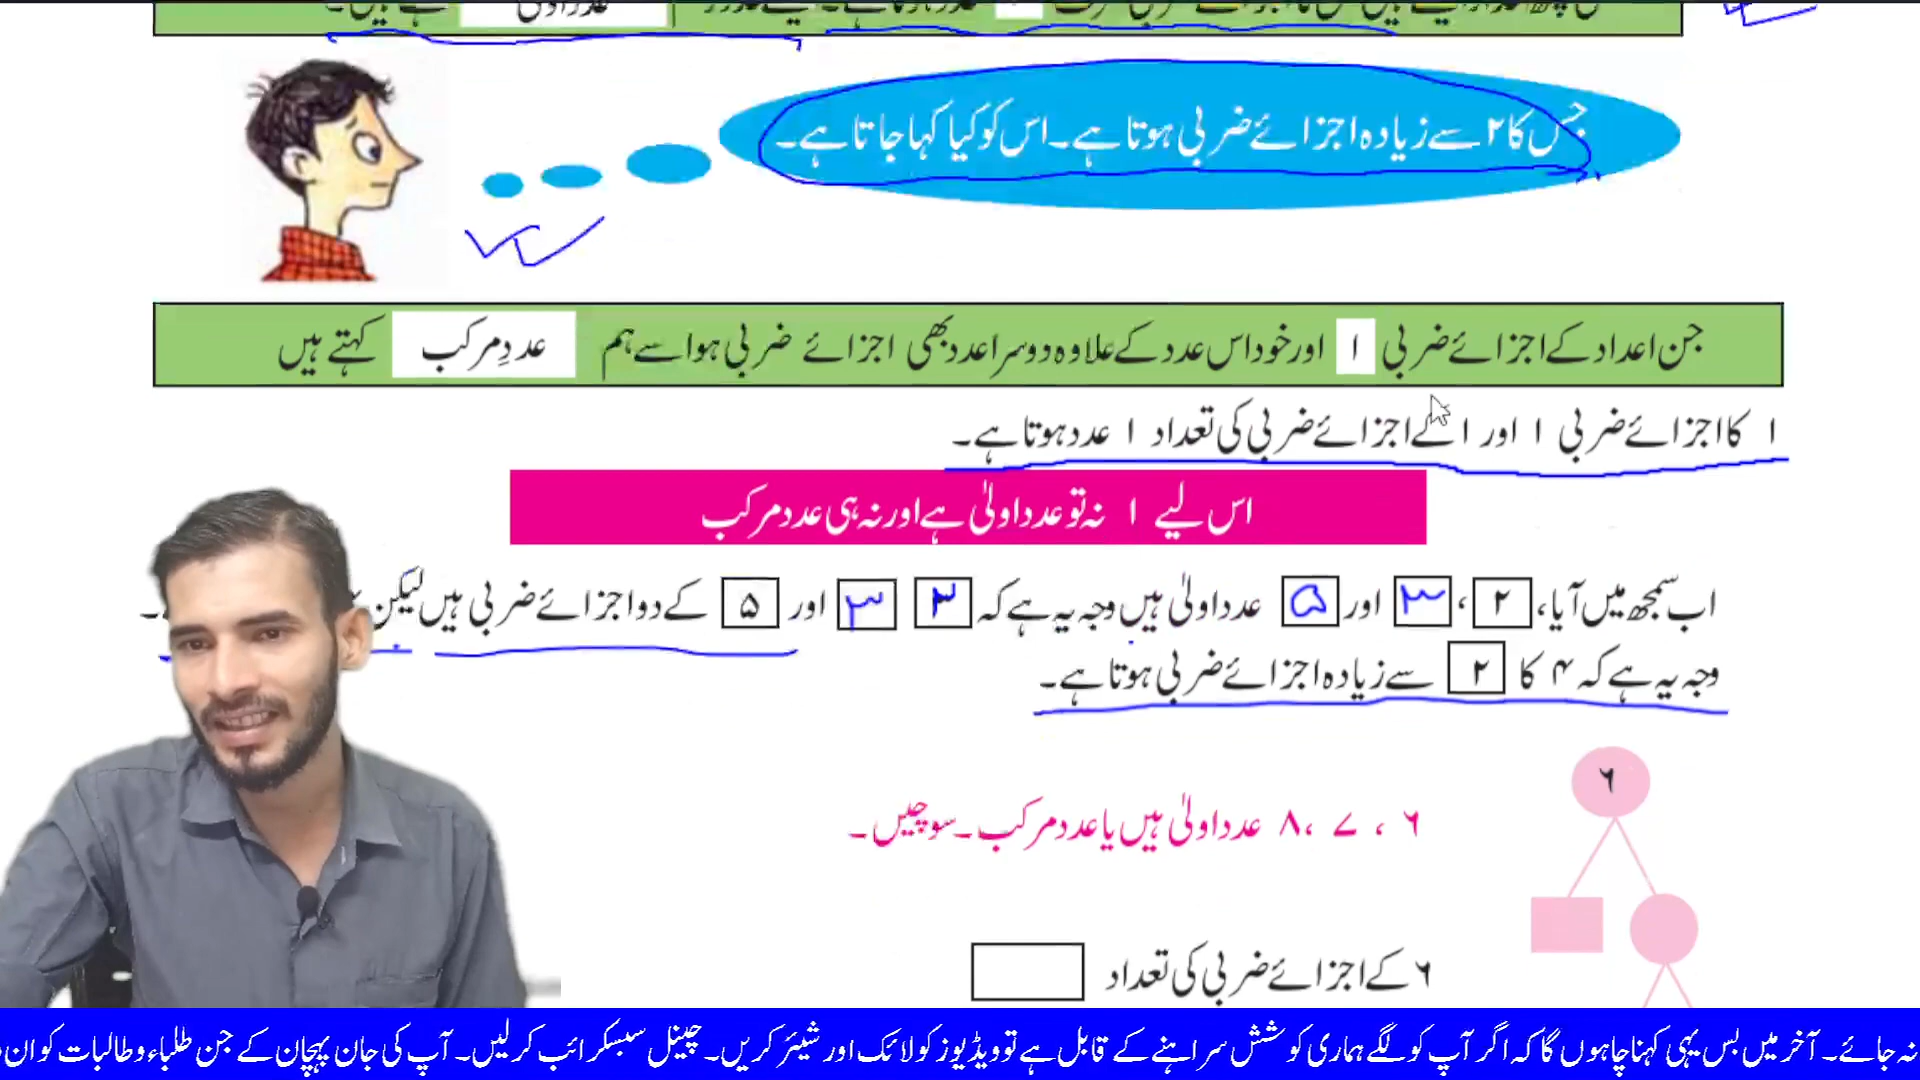 جس کا ۲ سے زیادہ اجزائے ضربی ہوتا ہے۔ اس کو کیا کہا جاتا ہے۔
جن اعداد کے اجزائے ضربی ۱ اور خود اس عدد کے علاوہ دوسرا عدد بھی اجزائے ضربی ہو اسے ہم عددِ مرکب کہتے ہیں
۱ کا اجزائے ضربی ۱ اور ۱ کے اجزائے ضربی کی تعداد ۱ عدد ہوتا ہے۔
اس لیے ۱ نہ تو عدد اولیٰ ہے اور نہ ہی عدد مرکب
اب سمجھ میں آیا، ۲، ۳ اور ۵ عدد اولیٰ ہیں وجہ یہ ہے کہ ۲ ۳ اور ۵ کے دو اجزائے ضربی ہیں لیکن
وجہ یہ ہے کہ ۴ کا ۲ سے زیادہ اجزائے ضربی ہوتا ہے۔
۶
۶ ، ۷ ، ۸ عدد اولیٰ ہیں یا عدد مرکب۔ سوچیں۔
۶ کے اجزائے ضربی کی تعداد
نہ جائے۔ آخر میں بس یہی کہنا چاہوں گا کہ اگر آپ کو لگے ہماری کوشش سراہنے کے قابل ہے تو ویڈیوز کو لائک اور شیئر کریں۔ چینل سبسکرائب کر لیں۔ آپ کی جان پہچان کے جن طلباء و طالبات کو ان